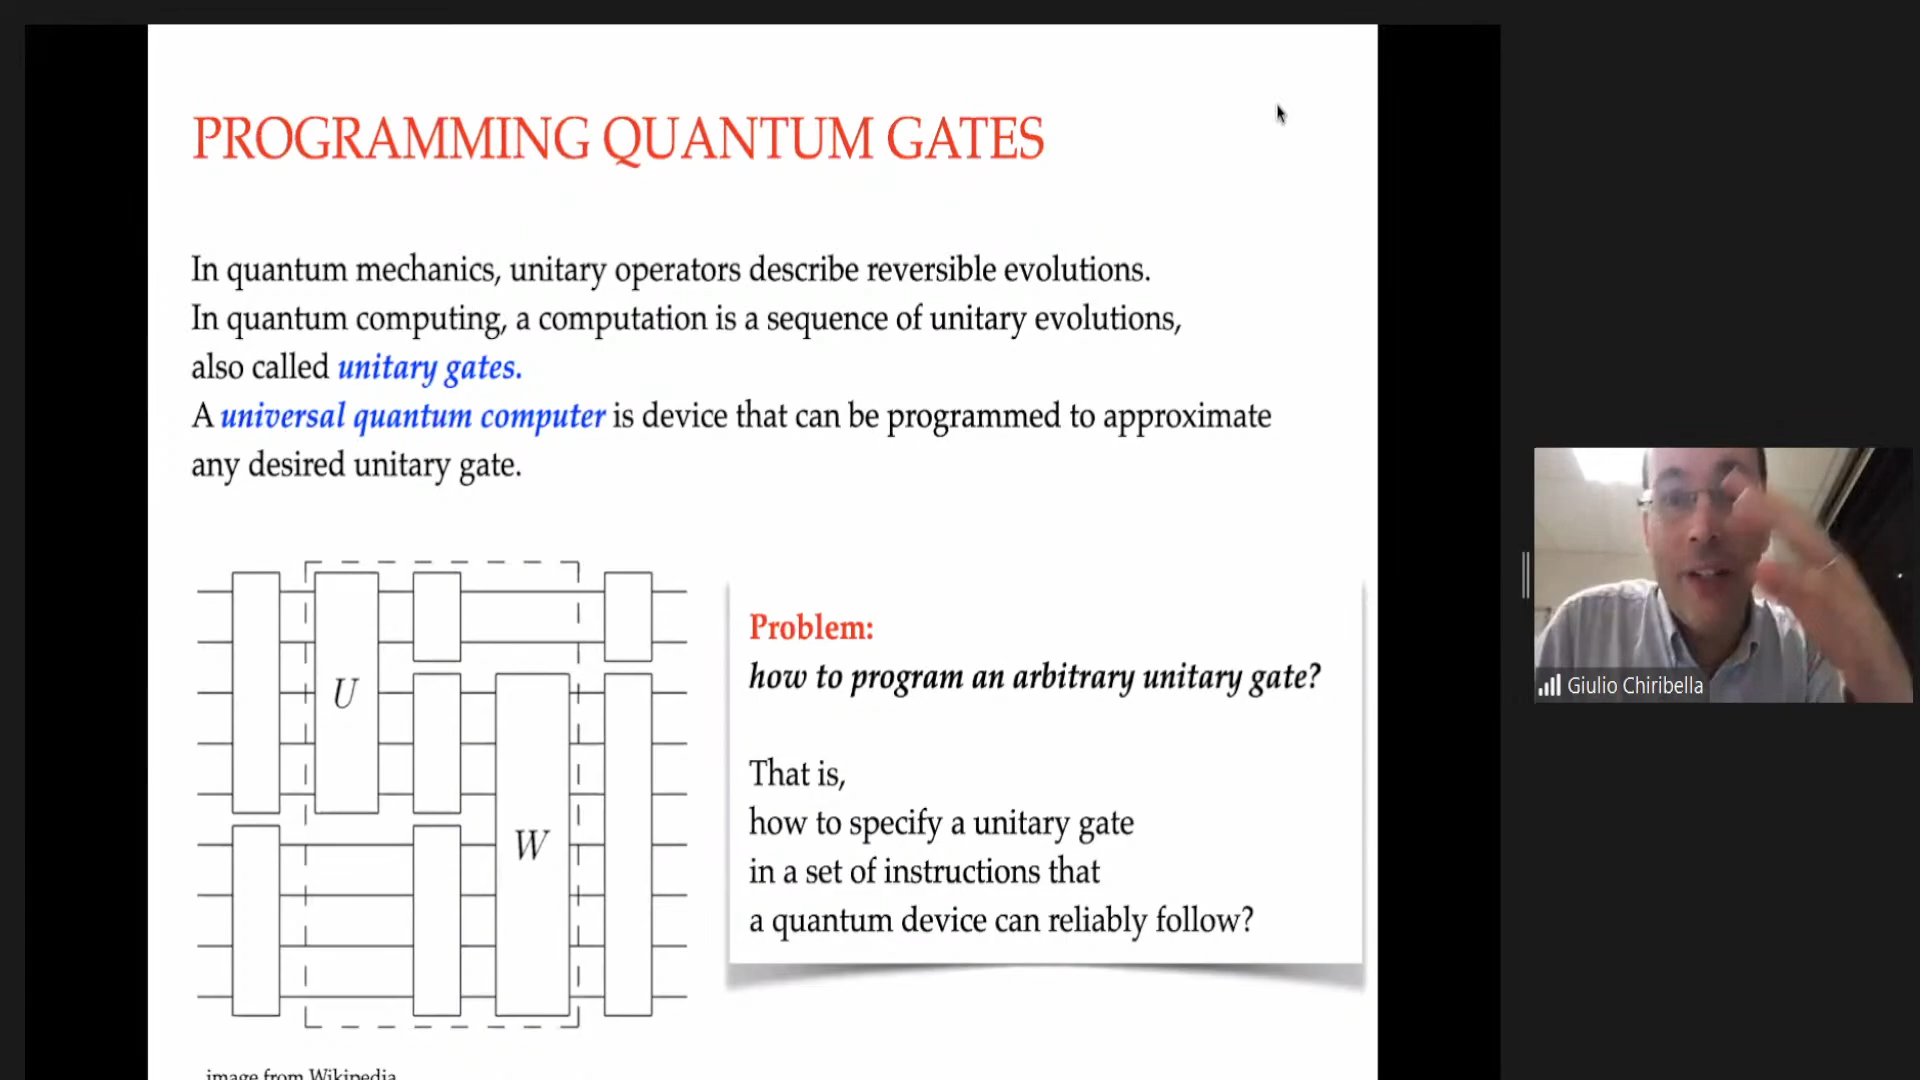 PROGRAMMING QUANTUM GATES
In quantum mechanics, unitary operators describe reversible evolutions.
In quantum computing, a computation is a sequence of unitary evolutions,
also called unitary gates.
A universal quantum computer is device that can be programmed to approximate
any desired unitary gate.
U
W
Problem:
how to program an arbitrary unitary gate?
That is,
how to specify a unitary gate
in a set of instructions that
a quantum device can reliably follow?
image from Wikipedia
Giulio Chiribella